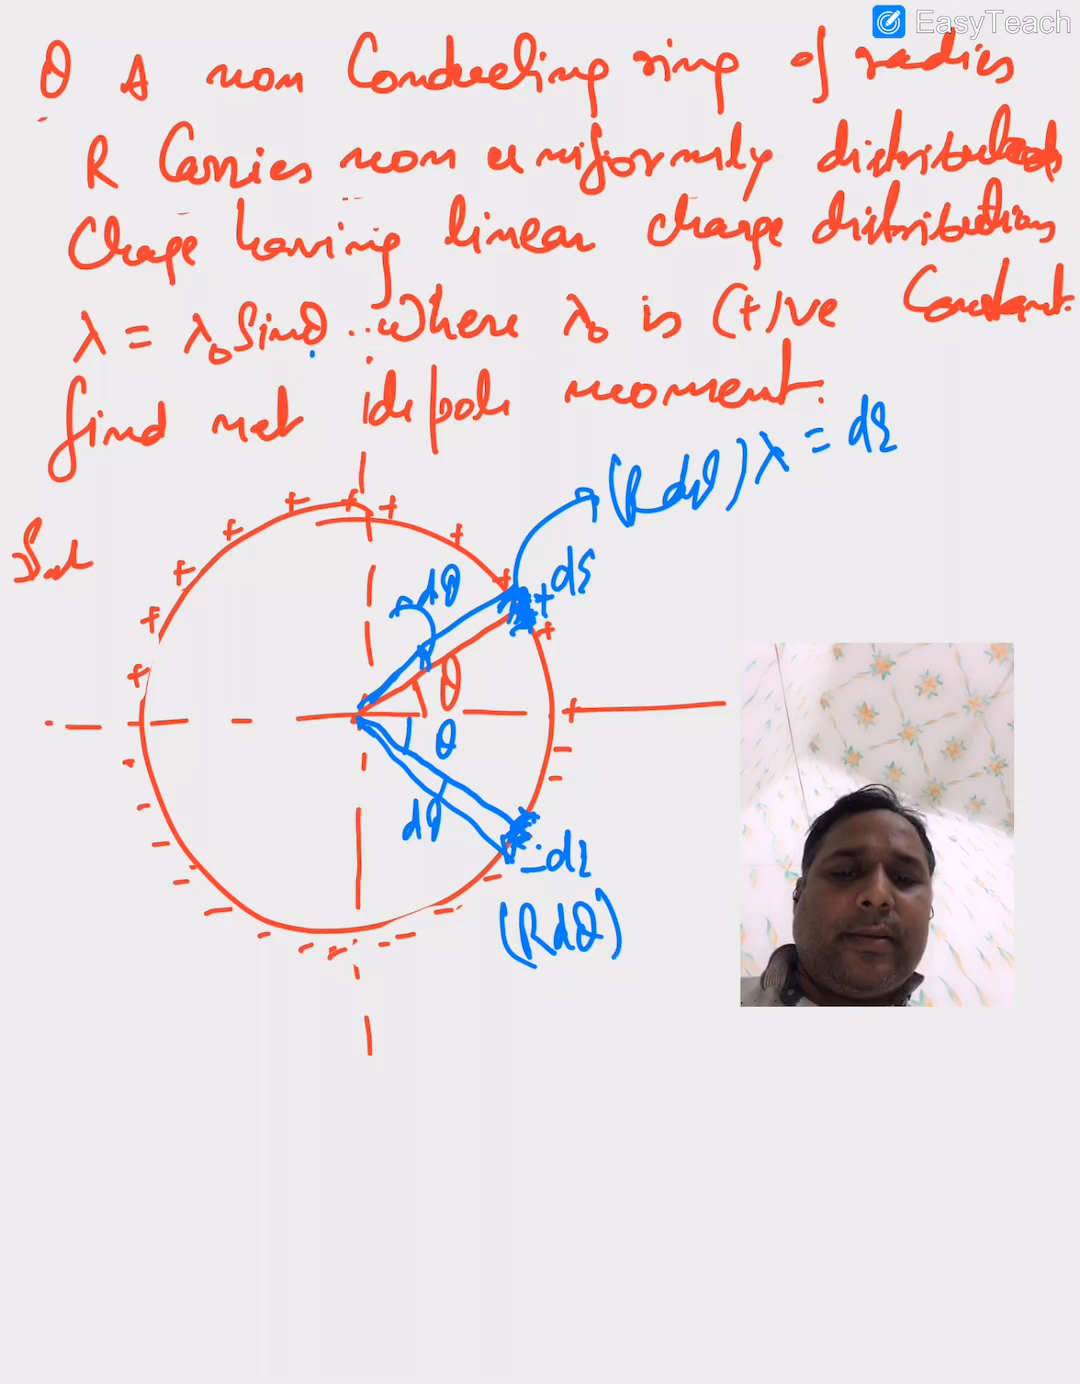 EasyTeach
Q A non Conducting ring of radius
R Carries non uniformly distributed
Charge having linear charge distribution
λ = λ₀ Sinθ .. where λ₀ is (+)ve Constant.
find net dipole moment.
(R dθ) λ = dq
Sol
dθ
dq
+
θ
θ
dθ
-dq
(Rdθ)